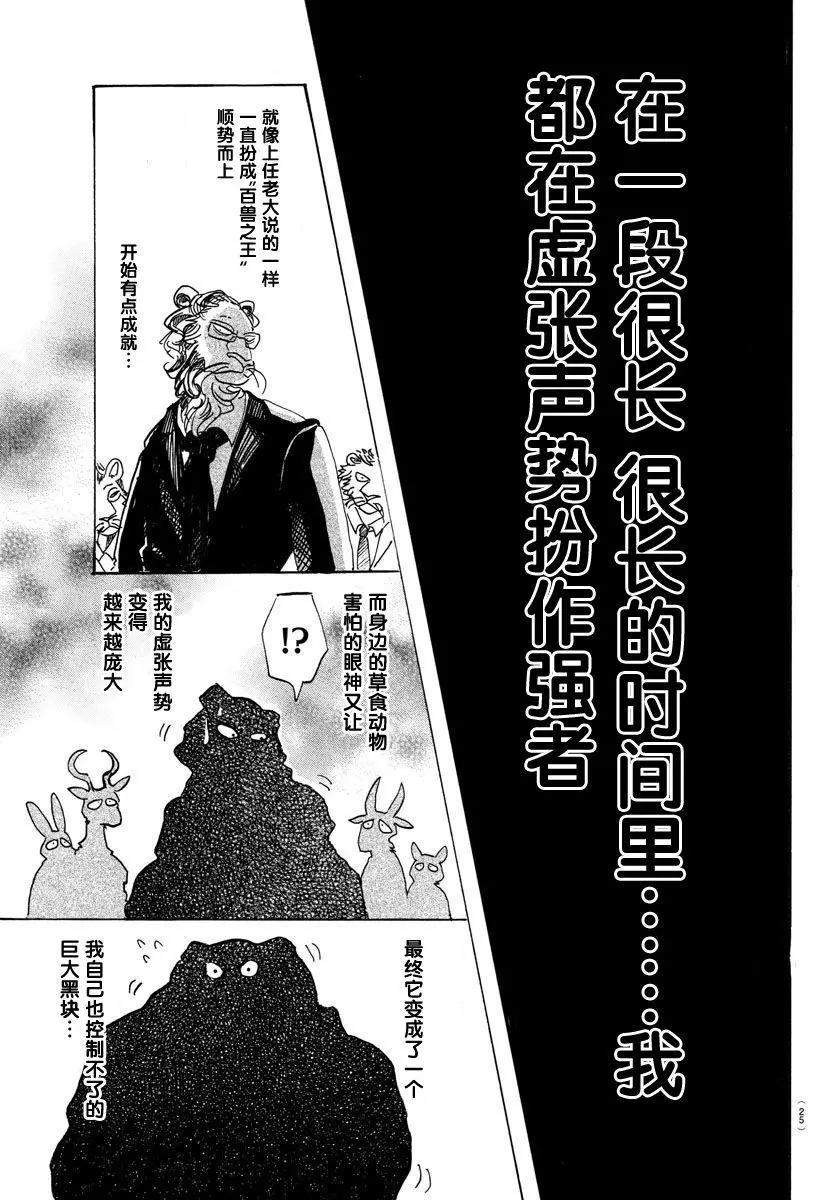 在一段很长 很长的时间里……我
都在虚张声势扮作强者
就像上任老大说的一样
一直扮成"百兽之王"
顺势而上
开始有点成就…
而身边的草食动物
害怕的眼神又让
!?
我的虚张声势
变得
越来越庞大
最终它变成了一个
我自己也控制不了的
巨大黑块…
(25)